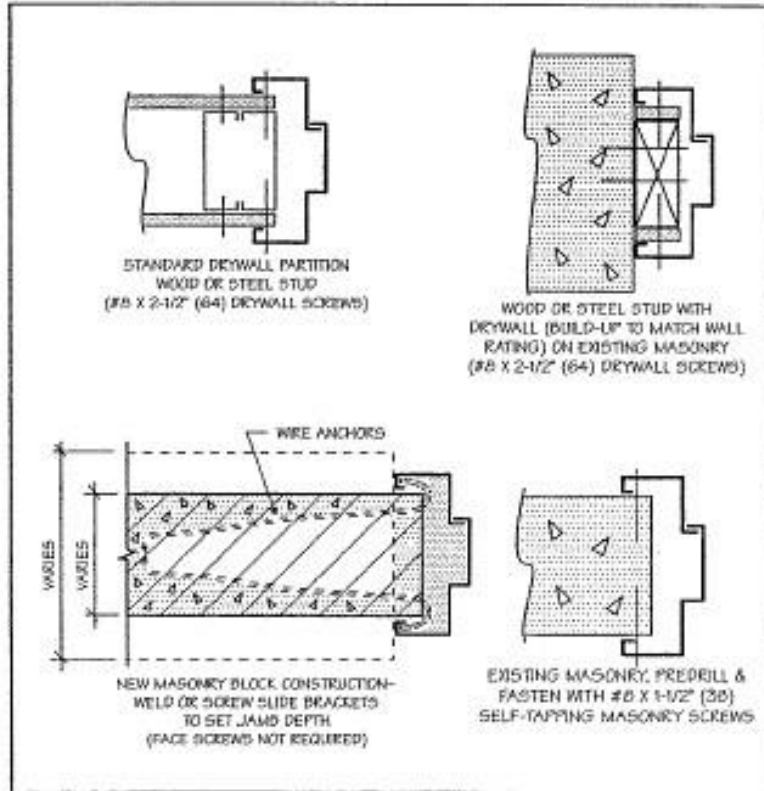 STANDARD DRYWALL PARTITION
WOOD OR STEEL STUD
(#8 X 2-1/2" (64) DRYWALL SCREWS)
WOOD OR STEEL STUD WITH
DRYWALL (BUILD-UP TO MATCH WALL
RATING) ON EXISTING MASONRY
(#8 X 2-1/2" (64) DRYWALL SCREWS)
WIRE ANCHORS
VARIES
VARIES
NEW MASONRY BLOCK CONSTRUCTION-
WELD OR SCREW SLIDE BRACKETS
TO SET JAMB DEPTH
(FACE SCREWS NOT REQUIRED)
EXISTING MASONRY, PREDRILL &
FASTEN WITH #8 X 1-1/2" (38)
SELF-TAPPING MASONRY SCREWS